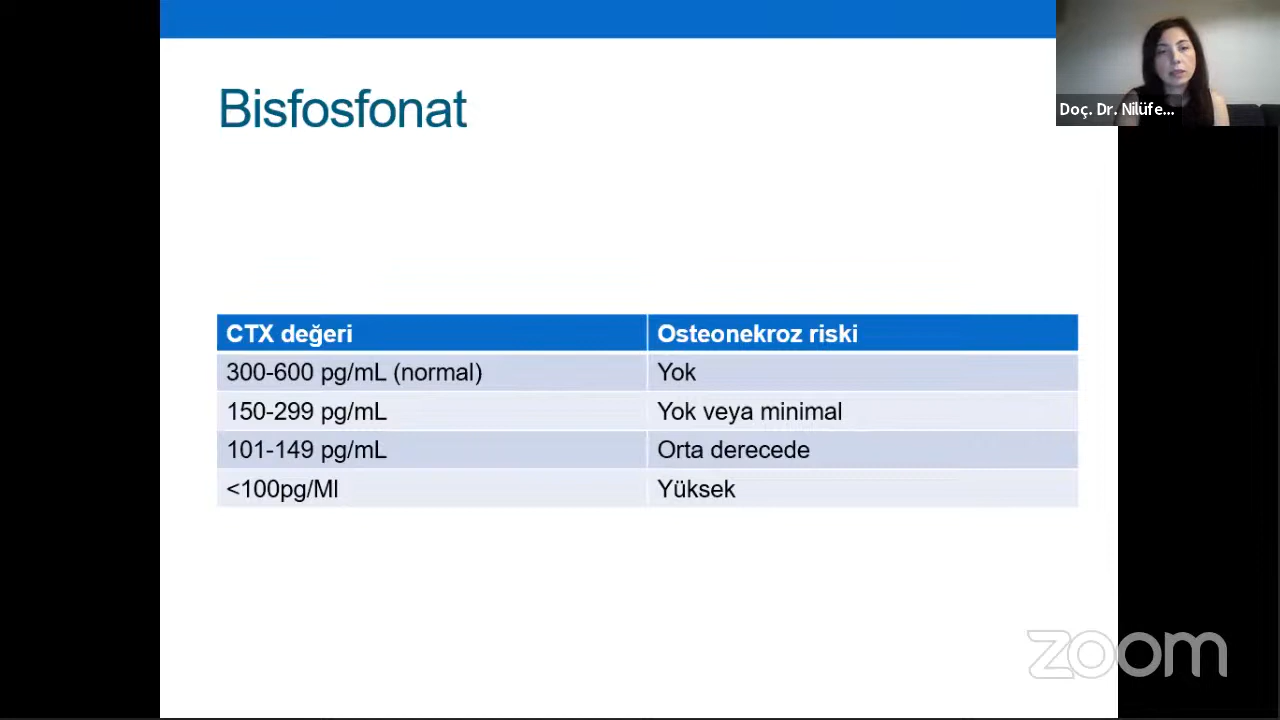 Bisfosfonat
Doç. Dr. Nilüfe...
CTX değeri Osteonekroz riski
300-600 pg/mL (normal) Yok
150-299 pg/mL Yok veya minimal
101-149 pg/mL Orta derecede
<100pg/Ml Yüksek
zoom